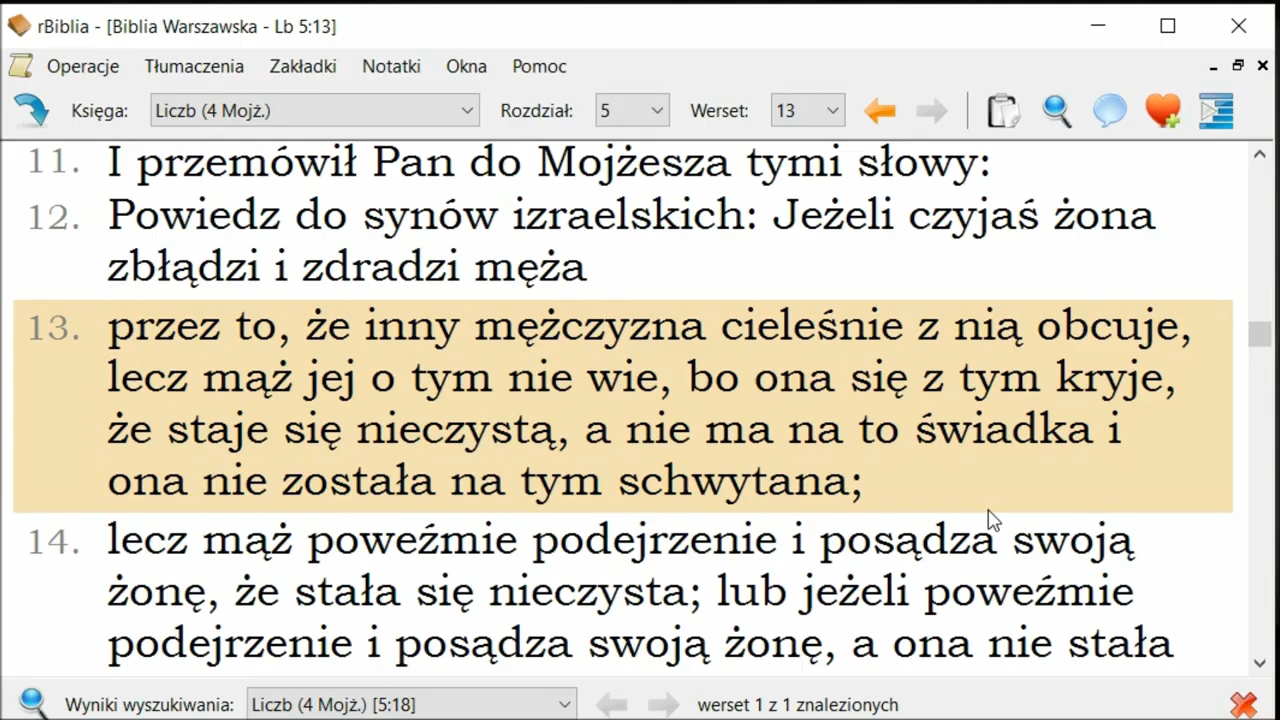 rBiblia - [Biblia Warszawska - Lb 5:13]
Operacje Tłumaczenia Zakładki Notatki Okna Pomoc
Księga: Liczb (4 Mojż.) Rozdział: 5 Werset: 13
11. I przemówił Pan do Mojżesza tymi słowy:
12. Powiedz do synów izraelskich: Jeżeli czyjaś żona
zbłądzi i zdradzi męża
13. przez to, że inny mężczyzna cieleśnie z nią obcuje,
lecz mąż jej o tym nie wie, bo ona się z tym kryje,
że staje się nieczystą, a nie ma na to świadka i
ona nie została na tym schwytana;
14. lecz mąż poweźmie podejrzenie i posądza swoją
żonę, że stała się nieczysta; lub jeżeli poweźmie
podejrzenie i posądza swoją żonę, a ona nie stała
Wyniki wyszukiwania: Liczb (4 Mojż.) [5:18] werset 1 z 1 znalezionych